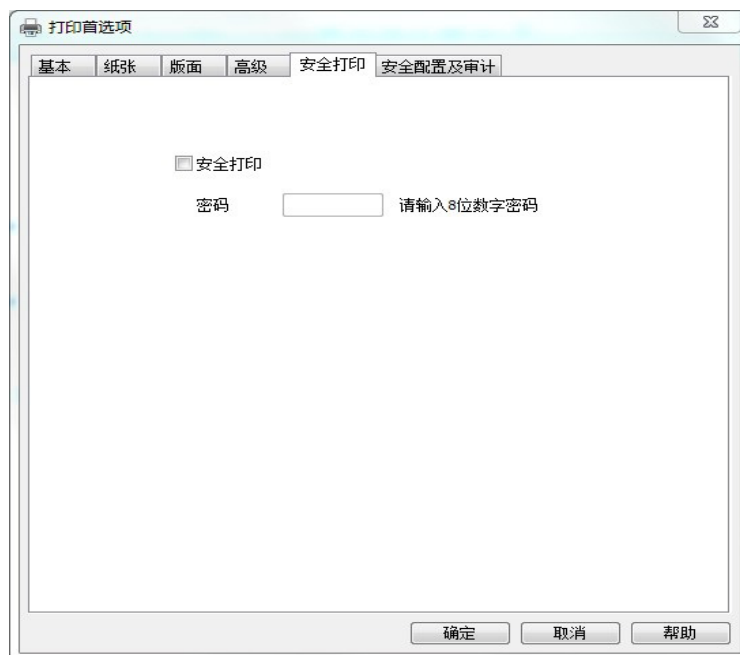 打印首选项
基本 纸张 版面 高级 安全打印 安全配置及审计
安全打印
密码 请输入8位数字密码
确定 取消 帮助